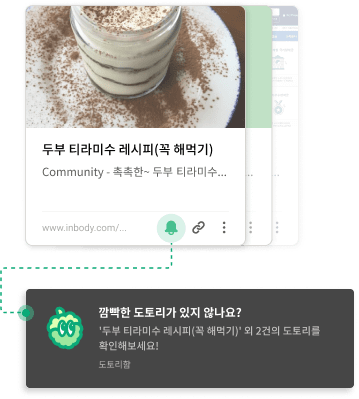 두부 티라미수 레시피(꼭 해먹기)
Community - 촉촉한~ 두부 티라미수...
www.inbody.com/...
깜빡한 도토리가 있지 않나요?
'두부 티라미수 레시피(꼭 해먹기)' 외 2건의 도토리를
확인해보세요!
도토리함